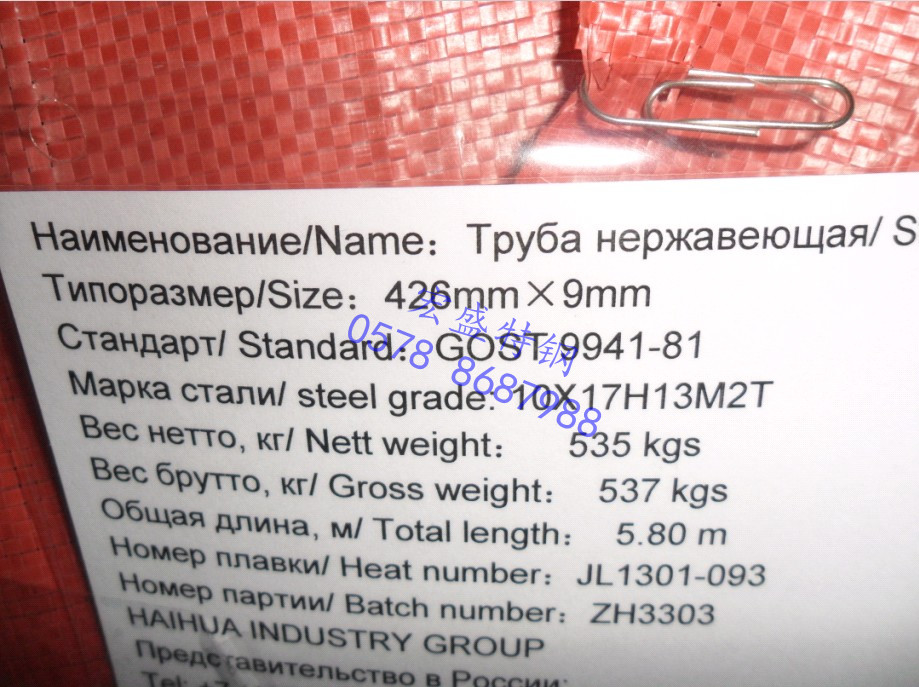 Наименование/Name： Труба нержавеющая/ S
Типоразмер/Size： 426mm×9mm
Стандарт/ Standard： GOST 9941-81
Марка стали/ steel grade: 10X17H13M2T
Вес нетто, кг/ Nett weight： 535 kgs
Вес брутто, кг/ Gross weight： 537 kgs
Общая длина, м/ Total length： 5.80 m
Номер плавки/ Heat number： JL1301-093
Номер партии/ Batch number： ZH3303
HAIHUA INDUSTRY GROUP
Представительство в России:
Tel: +7
宏盛特钢
0578 8687988